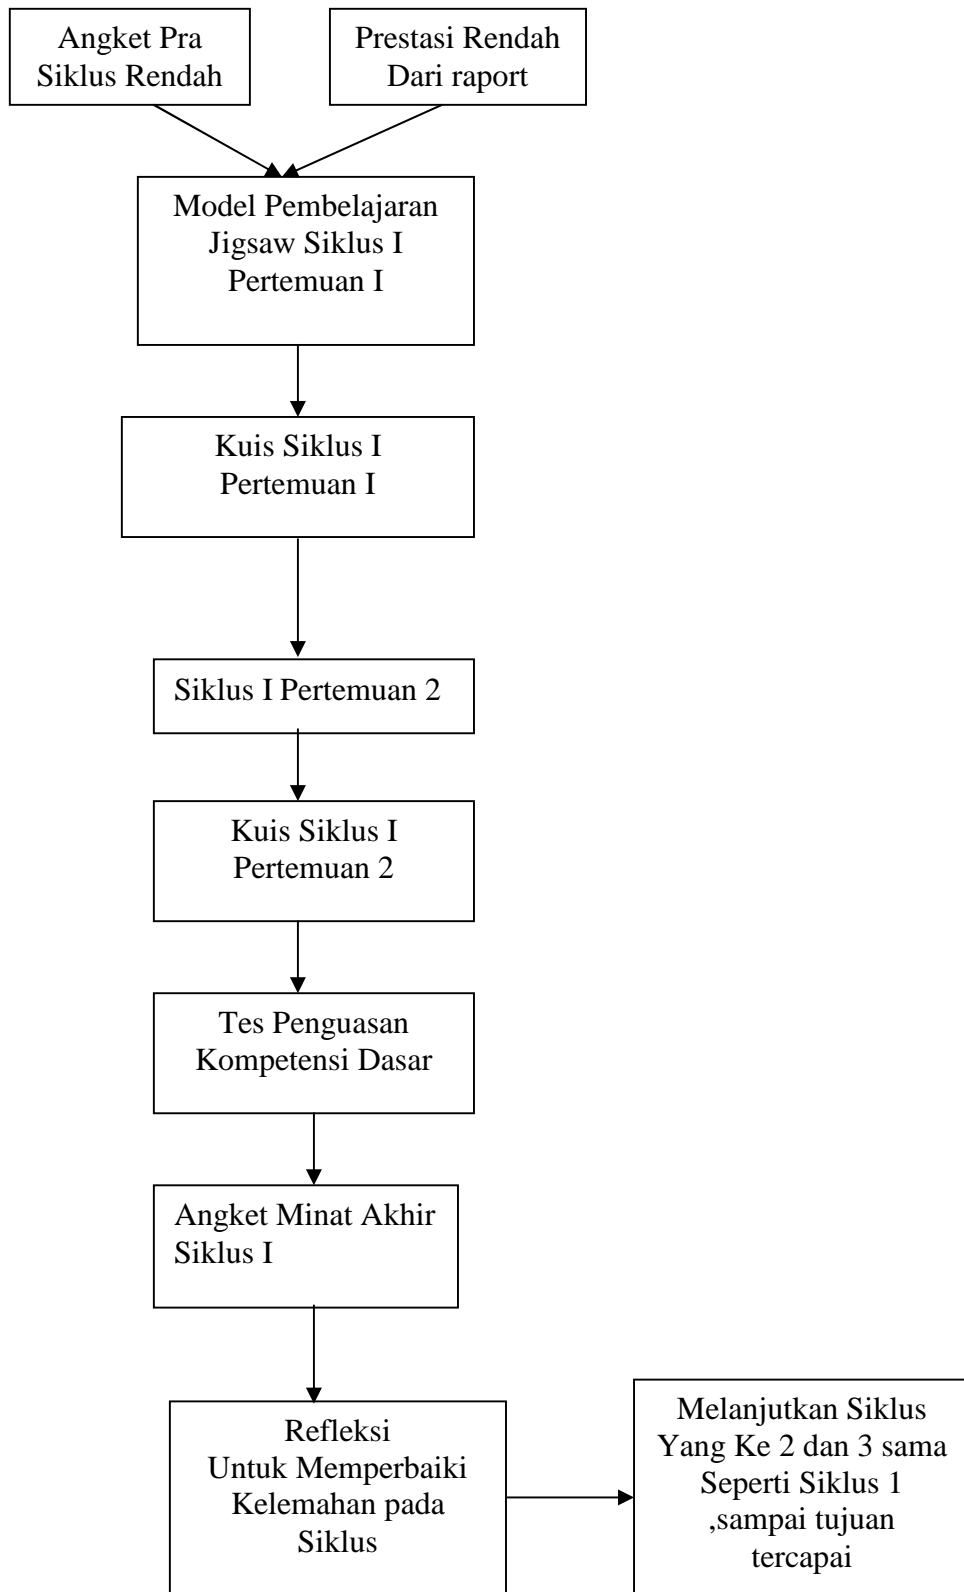 Angket Pra
Siklus Rendah
Prestasi Rendah
Dari raport
Model Pembelajaran
Jigsaw Siklus I
Pertemuan I
Kuis Siklus I
Pertemuan I
Siklus I Pertemuan 2
Kuis Siklus I
Pertemuan 2
Tes Penguasan
Kompetensi Dasar
Angket Minat Akhir
Siklus I
Refleksi
Untuk Memperbaiki
Kelemahan pada
Siklus
Melanjutkan Siklus
Yang Ke 2 dan 3 sama
Seperti Siklus 1
,sampai tujuan
tercapai